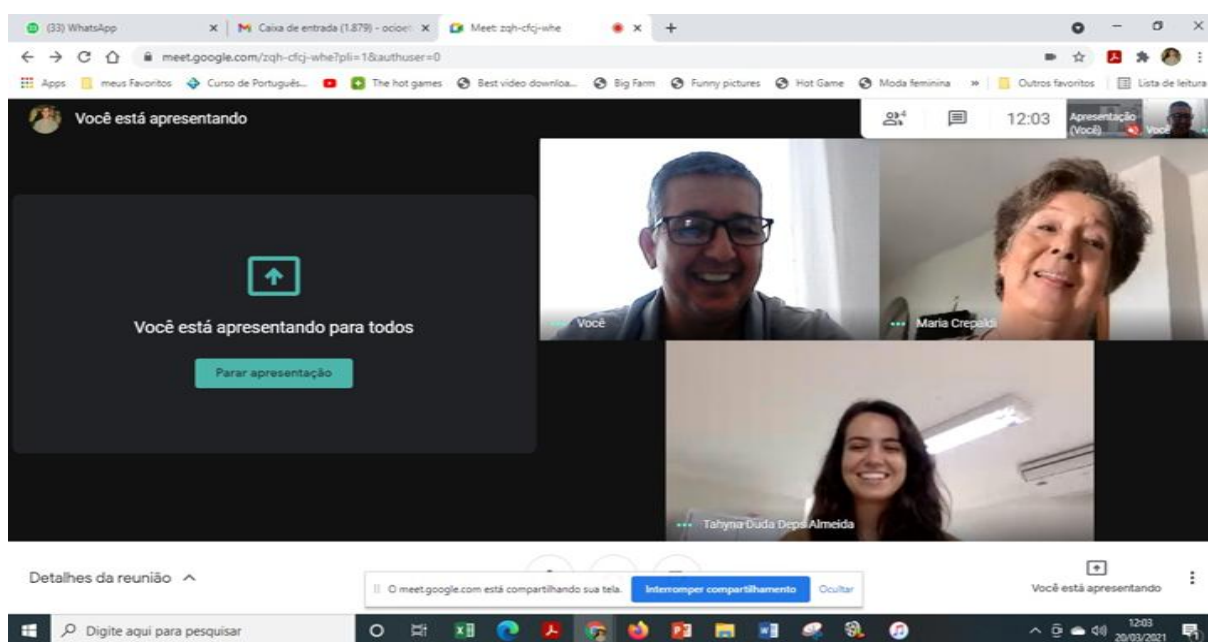 (33) WhatsApp
Caixa de entrada (1.879) - ocioet
Meet: zqh-cfcj-whe
meet.google.com/zqh-cfcj-whe?pli=1&authuser=0
Apps
meus Favoritos
Curso de Portuguẽs...
The hot games
Best video downloa...
Big Farm
Funny pictures
Hot Game
Moda feminina
»
Outros favoritos
Lista de leitura
Você está apresentando
4
12:03
Apresentação
(Você)
Você
Você está apresentando para todos
Parar apresentação
Você
Maria Crepaldi
Tahyna Duda Deps Almeida
Detalhes da reunião
O meet.google.com está compartilhando sua tela.
Interromper compartilhamento
Ocultar
Você está apresentando
Digite aqui para pesquisar
12:03
20/03/2021